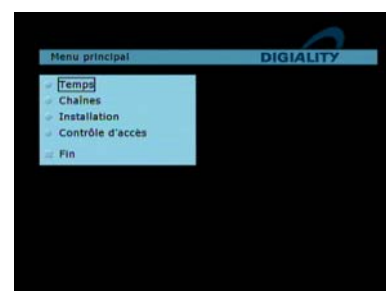 Menu principal DIGIALITY
Temps
Chaînes
Installation
Contrôle d'accès
Fin